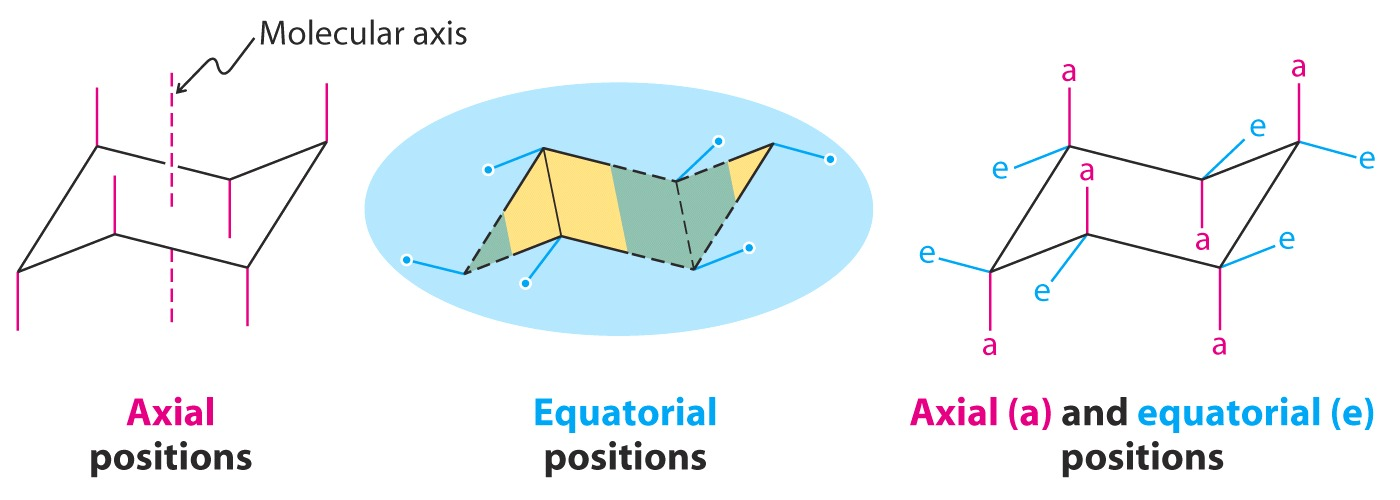 Molecular axis
a
a
e
e
a
e
a
e
e
e
a
a
Axial
positions
Equatorial
positions
Axial (a) and equatorial (e)
positions